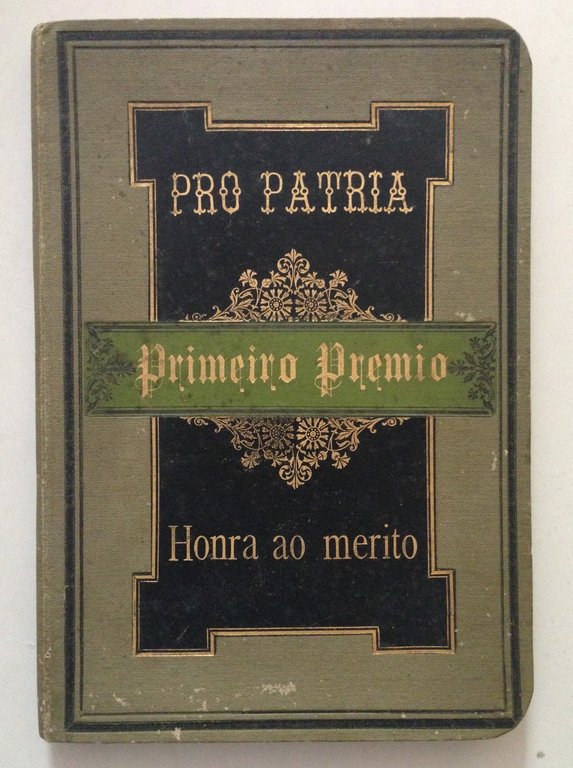 PRO PATRIA
Primeiro Premio
Honra ao merito